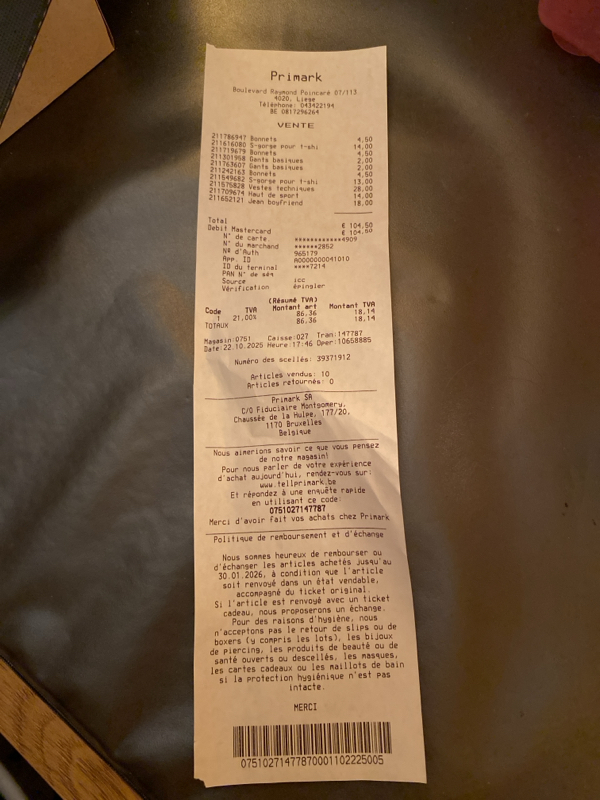 Primark
Boulevard Raymond Poincaré 07/113
4020, Liege
Téléphone: 043422194
BE 0817296264
VENTE
211786947 Bonnets 4,50
211616080 S-gorge pour t-shi 14,00
211719679 Bonnets 4,50
211301958 Gants basiques 2,00
211763607 Gants basiques 2,00
211242163 Bonnets 4,50
211549682 S-gorge pour t-shi 13,00
211575828 Vestes techniques 28,00
211709674 Haut de sport 14,00
211652121 Jean boyfriend 18,00
Total € 104,50
Debit Mastercard € 104,50
N° de carte ************4909
N° du marchand ******2852
Nº d'Auth 965179
App. ID A0000000041010
ID du terminal ****7214
PAN N° de séq
Source icc
Vérification épingler
(Résumé TVA)
Code TVA Montant art Montant TVA
1 21,00% 86,36 18,14
TOTAUX 86,36 18,14
Magasin:0751 Caisse:027 Tran:147787
Date:22.10.2025 Heure:17:46 Oper:10658885
Numéro des scellés: 39371912
Articles vendus: 10
Articles retournés: 0
Primark SA
C/O Fiduciaire Montgomery,
Chaussée de la Hulpe, 177/20,
1170 Bruxelles
Belgique
Nous aimerions savoir ce que vous pensez
de notre magasin!
Pour nous parler de votre expérience
d'achat aujourd'hui, rendez-vous sur:
www.tellprimark.be
Et répondez à une enquête rapide
en utilisant ce code:
0751027147787
Merci d'avoir fait vos achats chez Primark
Politique de remboursement et d'échange
Nous sommes heureux de rembourser ou
d'échanger les articles achetés jusqu'au
30.01.2026, à condition que l'article
soit renvoyé dans un état vendable,
accompagné du ticket original.
Si l'article est renvoyé avec un ticket
cadeau, nous proposerons un échange.
Pour des raisons d'hygiène, nous
n'acceptons pas le retour de slips ou de
boxers (y compris les lots), les bijoux
de piercing, les produits de beauté ou de
santé ouverts ou descellés, les masques,
les cartes cadeaux ou les maillots de bain
si la protection hygiénique n'est pas
intacte.
MERCI
07510271477870001102225005